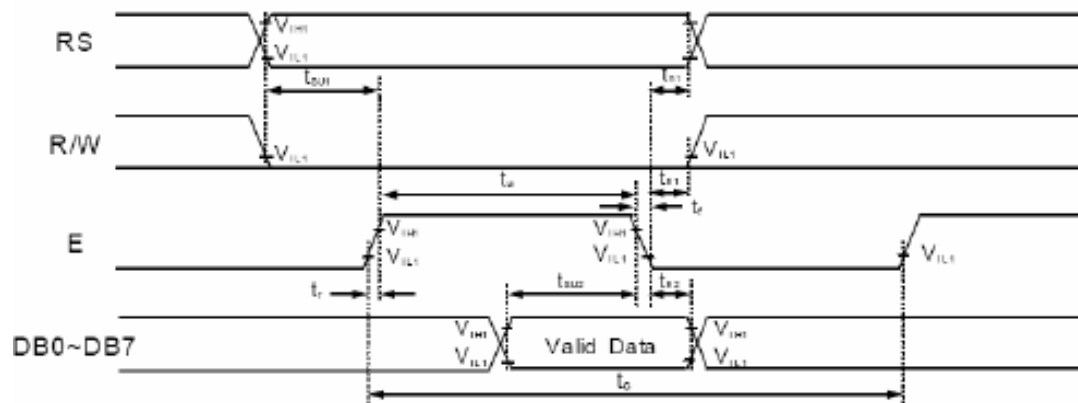 RS
VIH1
VIL1
tSU1
tH1
R/W
VIL1
VIL1
tw
tH1
tf
E
VIH1
VIL1
VIH1
VIL1
VIL1
tr
tSU2
tH2
DB0~DB7
VIH1
VIL1
Valid Data
VIH1
VIL1
tC